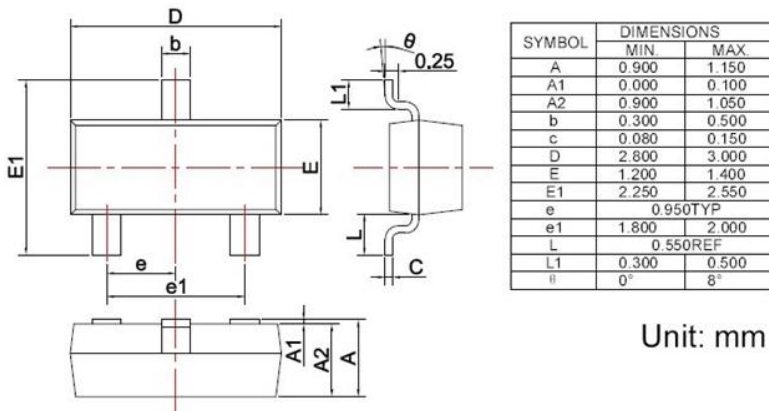 D
b
θ
0.25
L1
E1
E
e
e1
L
C
A1
A2
A
SYMBOL DIMENSIONS
MIN. MAX.
A 0.900 1.150
A1 0.000 0.100
A2 0.900 1.050
b 0.300 0.500
c 0.080 0.150
D 2.800 3.000
E 1.200 1.400
E1 2.250 2.550
e 0.950TYP
e1 1.800 2.000
L 0.550REF
L1 0.300 0.500
θ 0° 8°
Unit: mm